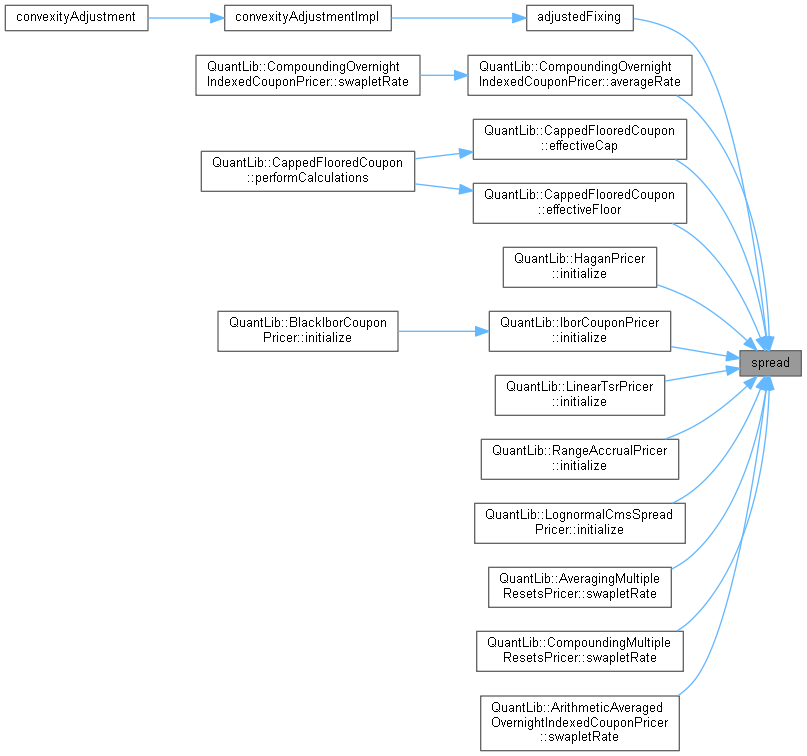 convexityAdjustment
convexityAdjustmentImpl
adjustedFixing
QuantLib::CompoundingOvernight
IndexedCouponPricer::swapletRate
QuantLib::CompoundingOvernight
IndexedCouponPricer::averageRate
QuantLib::CappedFlooredCoupon
::performCalculations
QuantLib::CappedFlooredCoupon
::effectiveCap
QuantLib::CappedFlooredCoupon
::effectiveFloor
QuantLib::HaganPricer
::initialize
QuantLib::BlackIborCoupon
Pricer::initialize
QuantLib::IborCouponPricer
::initialize
spread
QuantLib::LinearTsrPricer
::initialize
QuantLib::RangeAccrualPricer
::initialize
QuantLib::LognormalCmsSpread
Pricer::initialize
QuantLib::AveragingMultiple
ResetsPricer::swapletRate
QuantLib::CompoundingMultiple
ResetsPricer::swapletRate
QuantLib::ArithmeticAveraged
OvernightIndexedCouponPricer
::swapletRate